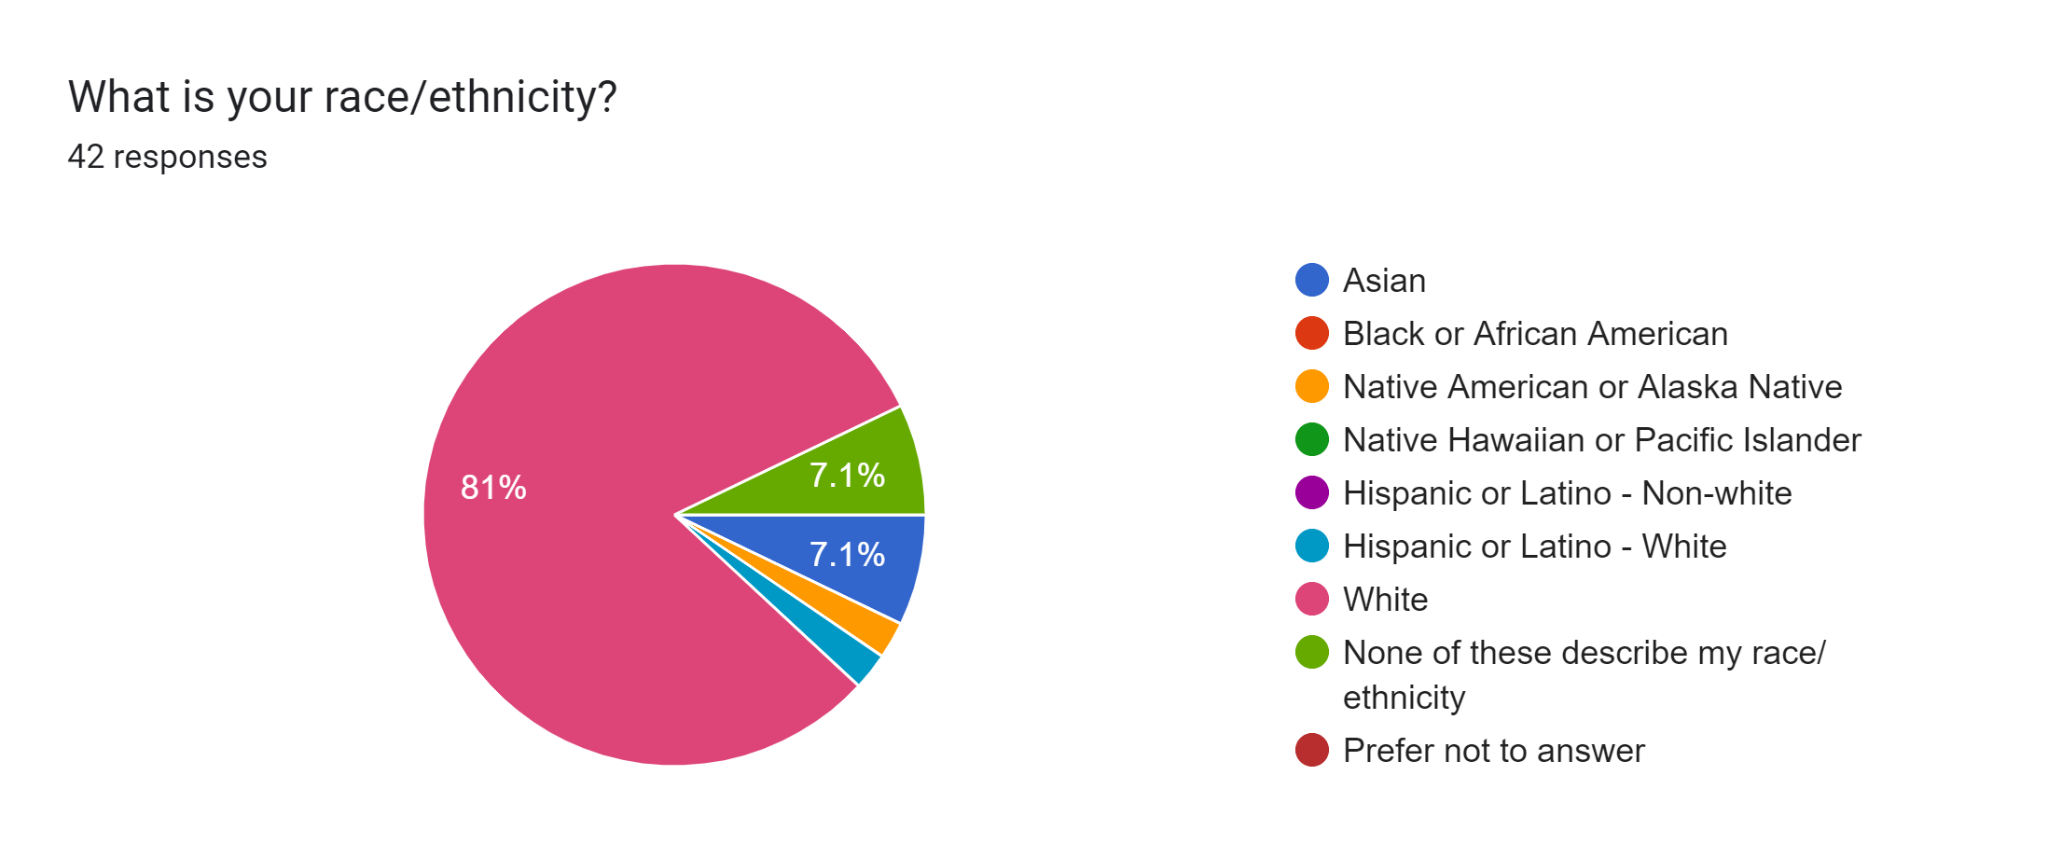 What is your race/ethnicity?
42 responses
81%
7.1%
7.1%
Asian
Black or African American
Native American or Alaska Native
Native Hawaiian or Pacific Islander
Hispanic or Latino - Non-white
Hispanic or Latino - White
White
None of these describe my race/
ethnicity
Prefer not to answer